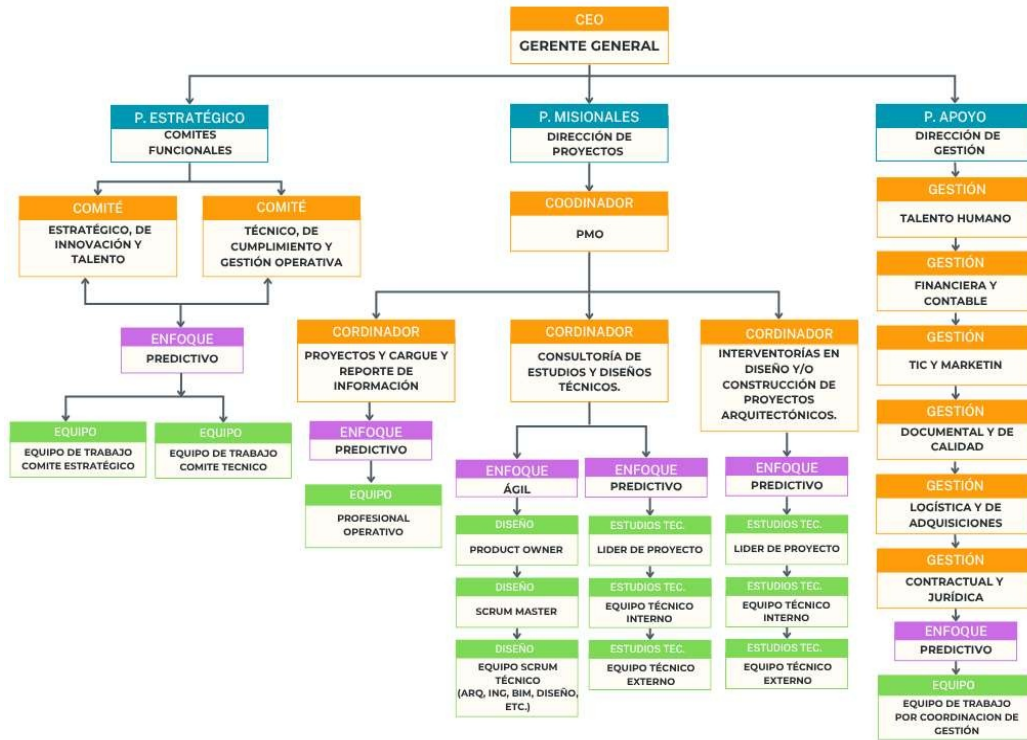 CEO
GERENTE GENERAL
P. ESTRATÉGICO
COMITES
FUNCIONALES
P. MISIONALES
DIRECCIÓN DE
PROYECTOS
P. APOYO
DIRECCIÓN DE
GESTIÓN
COMITÉ
ESTRATÉGICO, DE
INNOVACIÓN Y
TALENTO
COMITÉ
TÉCNICO, DE
CUMPLIMIENTO Y
GESTIÓN OPERATIVA
COODINADOR
PMO
GESTIÓN
TALENTO HUMANO
GESTIÓN
FINANCIERA Y
CONTABLE
ENFOQUE
PREDICTIVO
EQUIPO
EQUIPO DE TRABAJO
COMITE ESTRATÉGICO
EQUIPO
EQUIPO DE TRABAJO
COMITE TECNICO
CORDINADOR
PROYECTOS Y CARGUE Y
REPORTE DE
INFORMACIÓN
ENFOQUE
PREDICTIVO
EQUIPO
PROFESIONAL
OPERATIVO
CORDINADOR
CONSULTORÍA DE
ESTUDIOS Y DISEÑOS
TÉCNICOS.
ENFOQUE
ÁGIL
DISEÑO
PRODUCT OWNER
DISEÑO
SCRUM MASTER
DISEÑO
EQUIPO SCRUM
TÉCNICO
(ARQ, ING, BIM, DISEÑO,
ETC.)
ENFOQUE
PREDICTIVO
ESTUDIOS TEC.
LIDER DE PROYECTO
ESTUDIOS TEC.
EQUIPO TÉCNICO
INTERNO
ESTUDIOS TEC.
EQUIPO TÉCNICO
EXTERNO
CORDINADOR
INTERVENTORÍAS EN
DISEÑO Y/O
CONSTRUCCIÓN DE
PROYECTOS
ARQUITECTÓNICOS.
ENFOQUE
PREDICTIVO
ESTUDIOS TEC.
LIDER DE PROYECTO
ESTUDIOS TEC.
EQUIPO TÉCNICO
INTERNO
ESTUDIOS TEC.
EQUIPO TÉCNICO
EXTERNO
GESTIÓN
TIC Y MARKETIN
GESTIÓN
DOCUMENTAL Y DE
CALIDAD
GESTIÓN
LOGÍSTICA Y DE
ADQUISICIONES
GESTIÓN
CONTRACTUAL Y
JURÍDICA
ENFOQUE
PREDICTIVO
EQUIPO
EQUIPO DE TRABAJO
POR COORDINACION DE
GESTIÓN